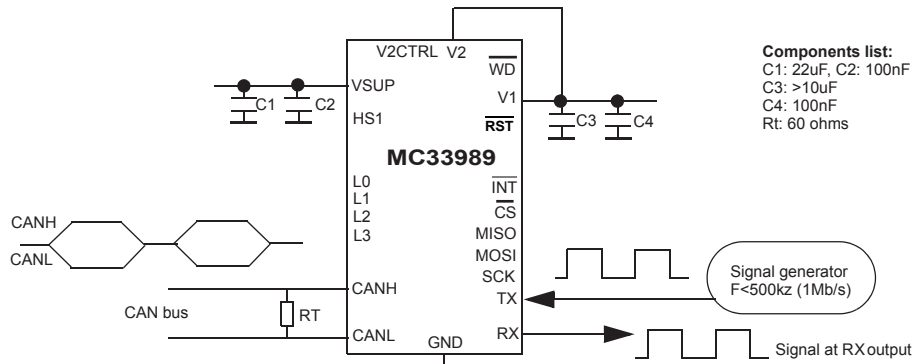 V2CTRL V2
WD
VSUP
C1 C2
V1
C3 C4
HS1
RST
MC33989
L0
L1
L2
L3
INT
CS
MISO
MOSI
SCK
TX
RX
CANH
CANL
GND
CANH
CANL
CAN bus
RT
Components list:
C1: 22uF, C2: 100nF
C3: >10uF
C4: 100nF
Rt: 60 ohms
Signal generator
F<500kz (1Mb/s)
Signal at RX output